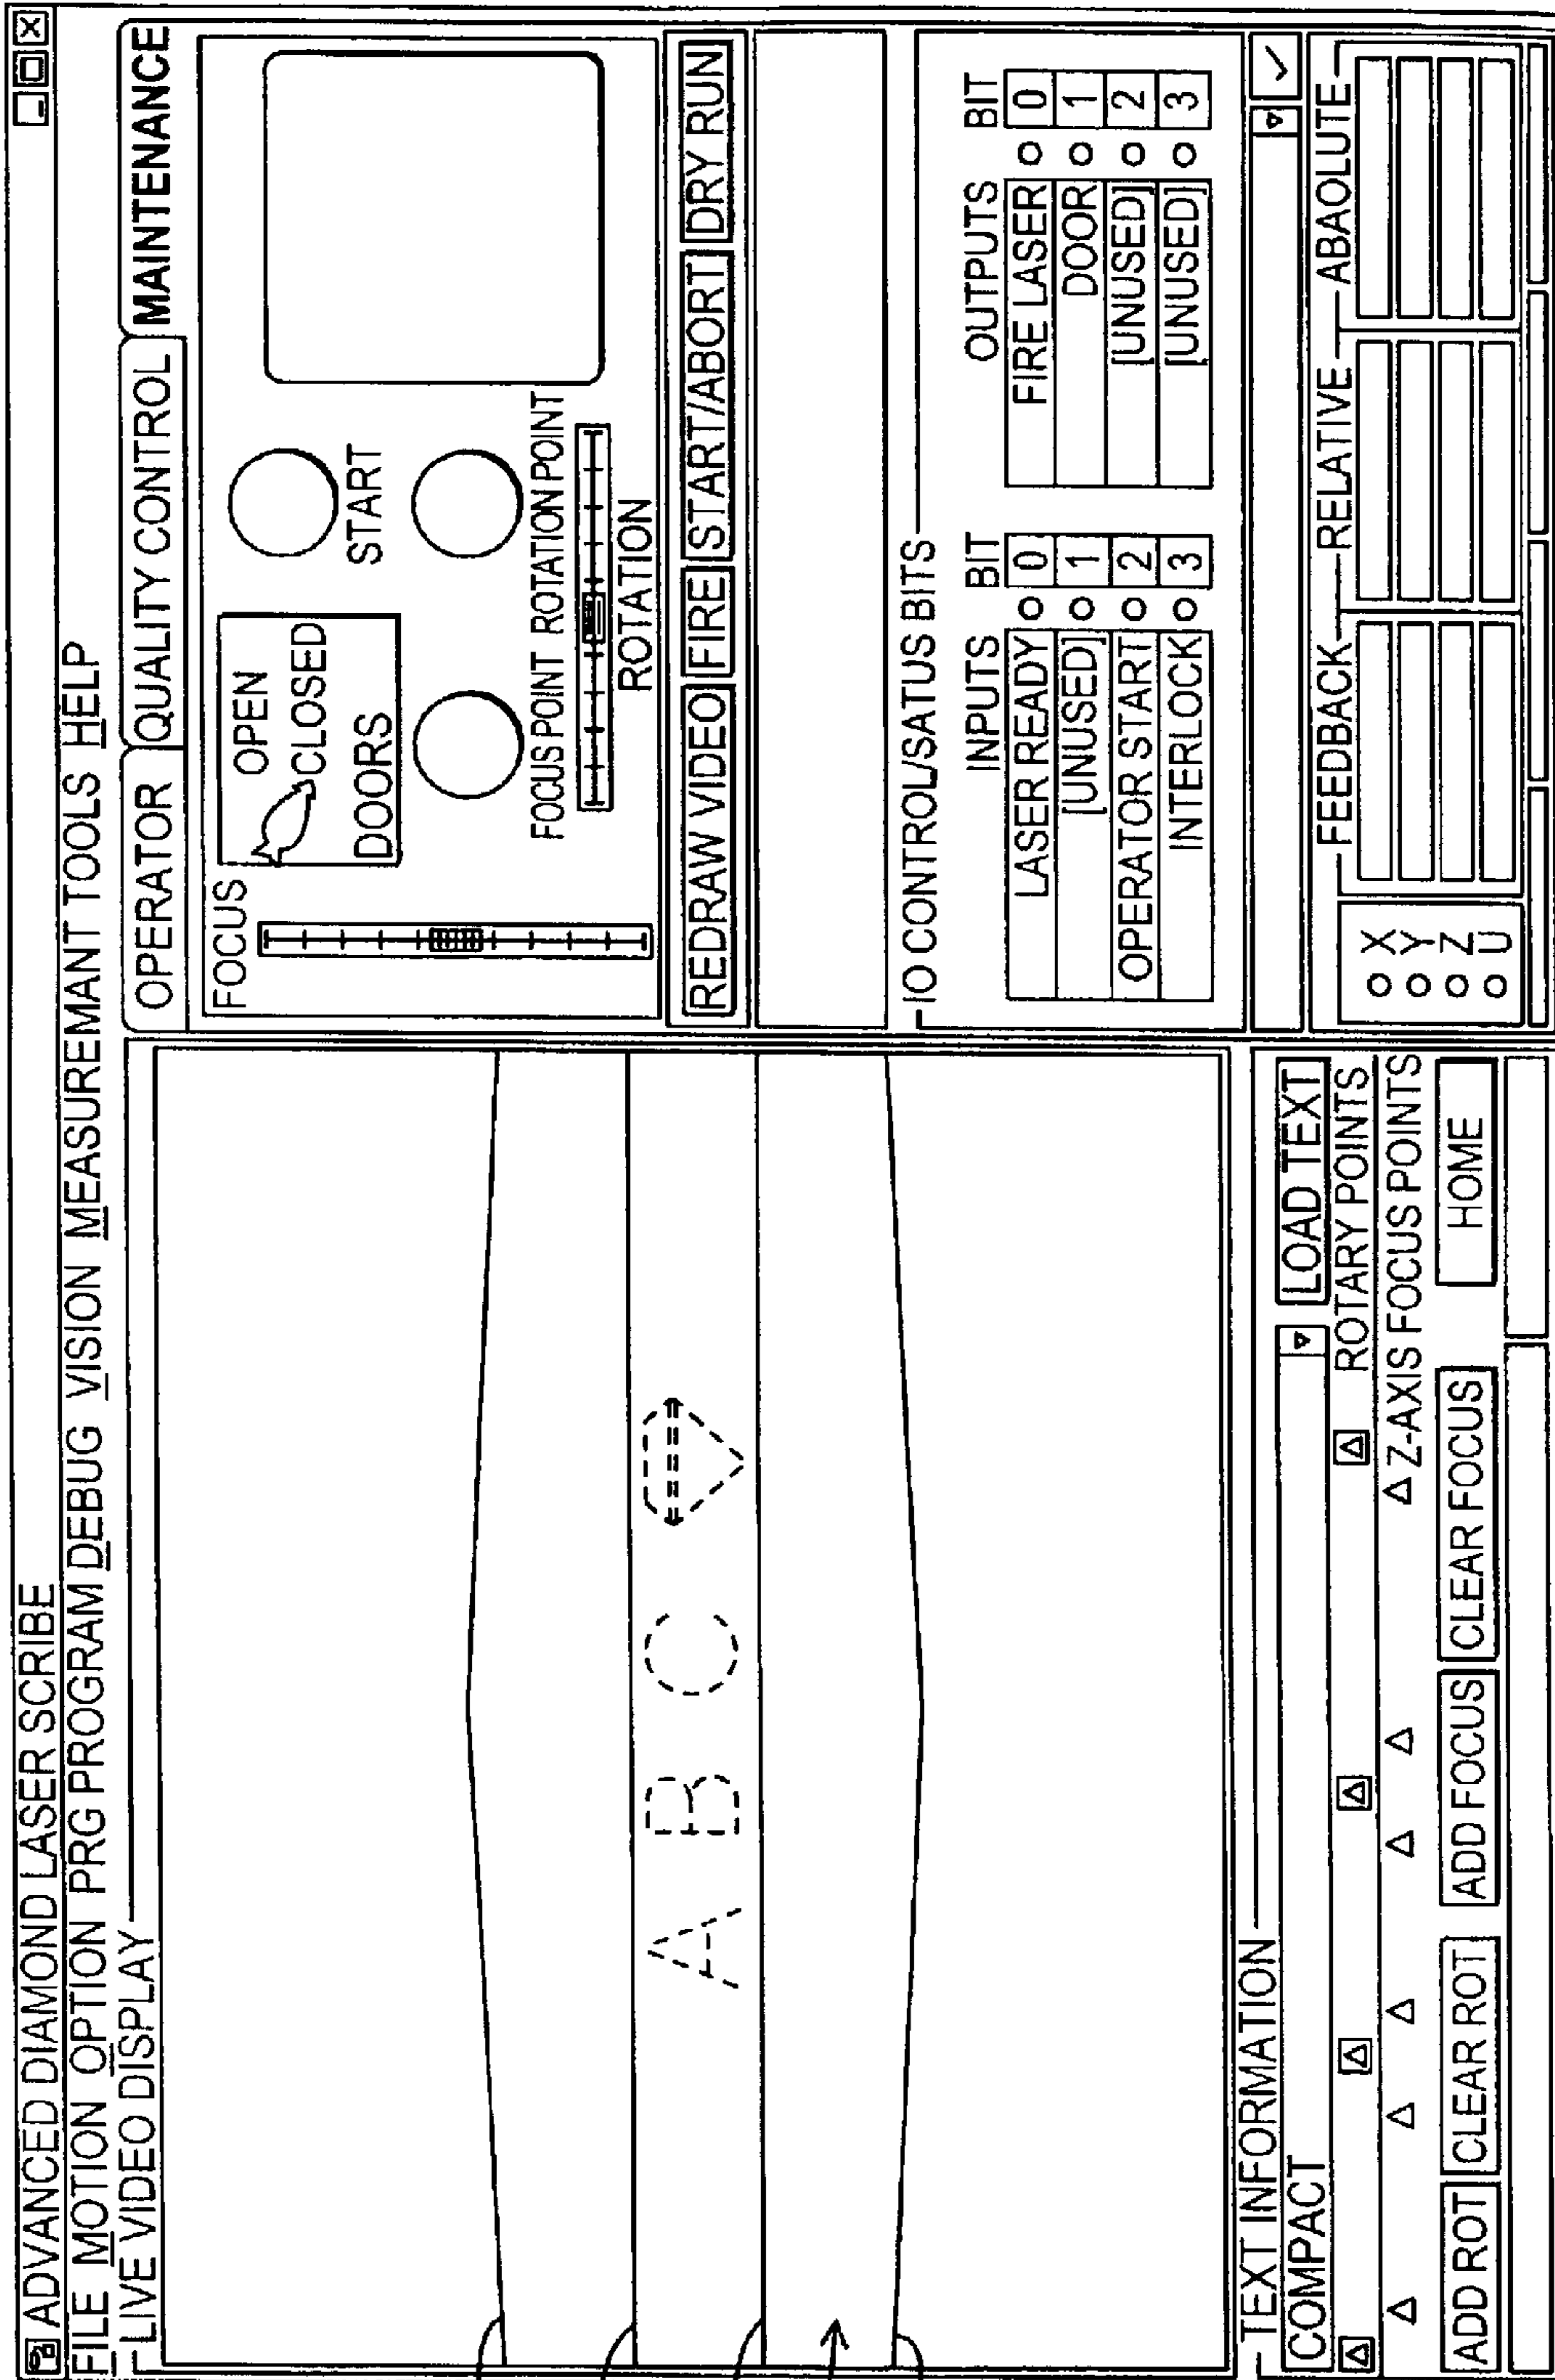 ADVANCED DIAMOND LASER SCRIBE
FILE MOTION OPTION PRG PROGRAM DEBUG VISION MEASUREMANT TOOLS HELP
LIVE VIDEO DISPLAY
A B C
TEXT INFORMATION
COMPACT
LOAD TEXT
ROTARY POINTS
Z-AXIS FOCUS POINTS
ADD ROT CLEAR ROT ADD FOCUS CLEAR FOCUS HOME
OPERATOR QUALITY CONTROL MAINTENANCE
FOCUS
OPEN
CLOSED
DOORS
START
FOCUS POINT ROTATION POINT
ROTATION
REDRAW VIDEO FIRE START/ABORT DRY RUN
IO CONTROL/SATUS BITS
INPUTS BIT OUTPUTS BIT
LASER READY 0 FIRE LASER 0
[UNUSED] 1 DOOR 1
OPERATOR START 2 [UNUSED] 2
INTERLOCK 3 [UNUSED] 3
FEEDBACK RELATIVE ABAOLUTE
X
Y
Z
U